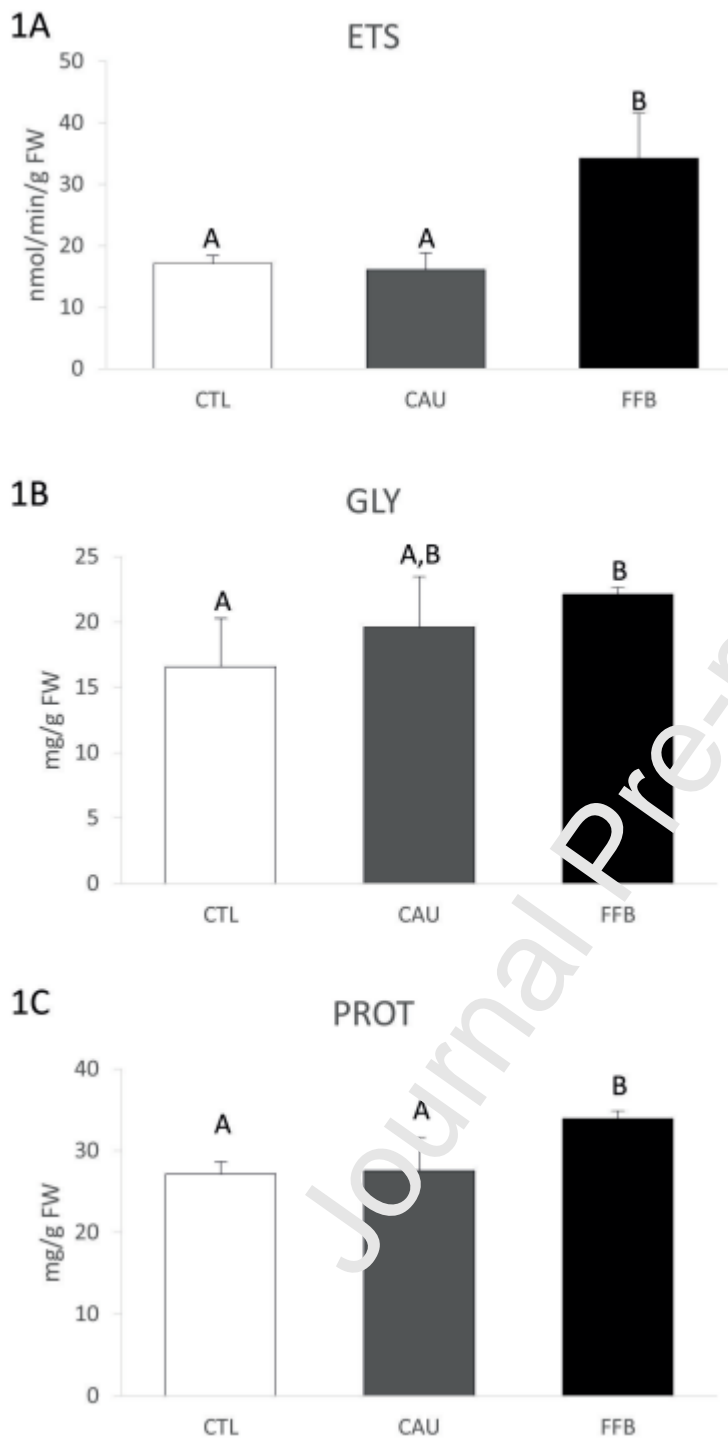 1A
ETS
50
40
30
20
10
0
nmol/min/g FW
A
A
B
CTL CAU FFB
1B
GLY
25
20
15
10
5
0
mg/g FW
A
A,B
B
CTL CAU FFB
1C
PROT
40
30
20
10
0
mg/g FW
A
A
B
CTL CAU FFB
Journal Pre-